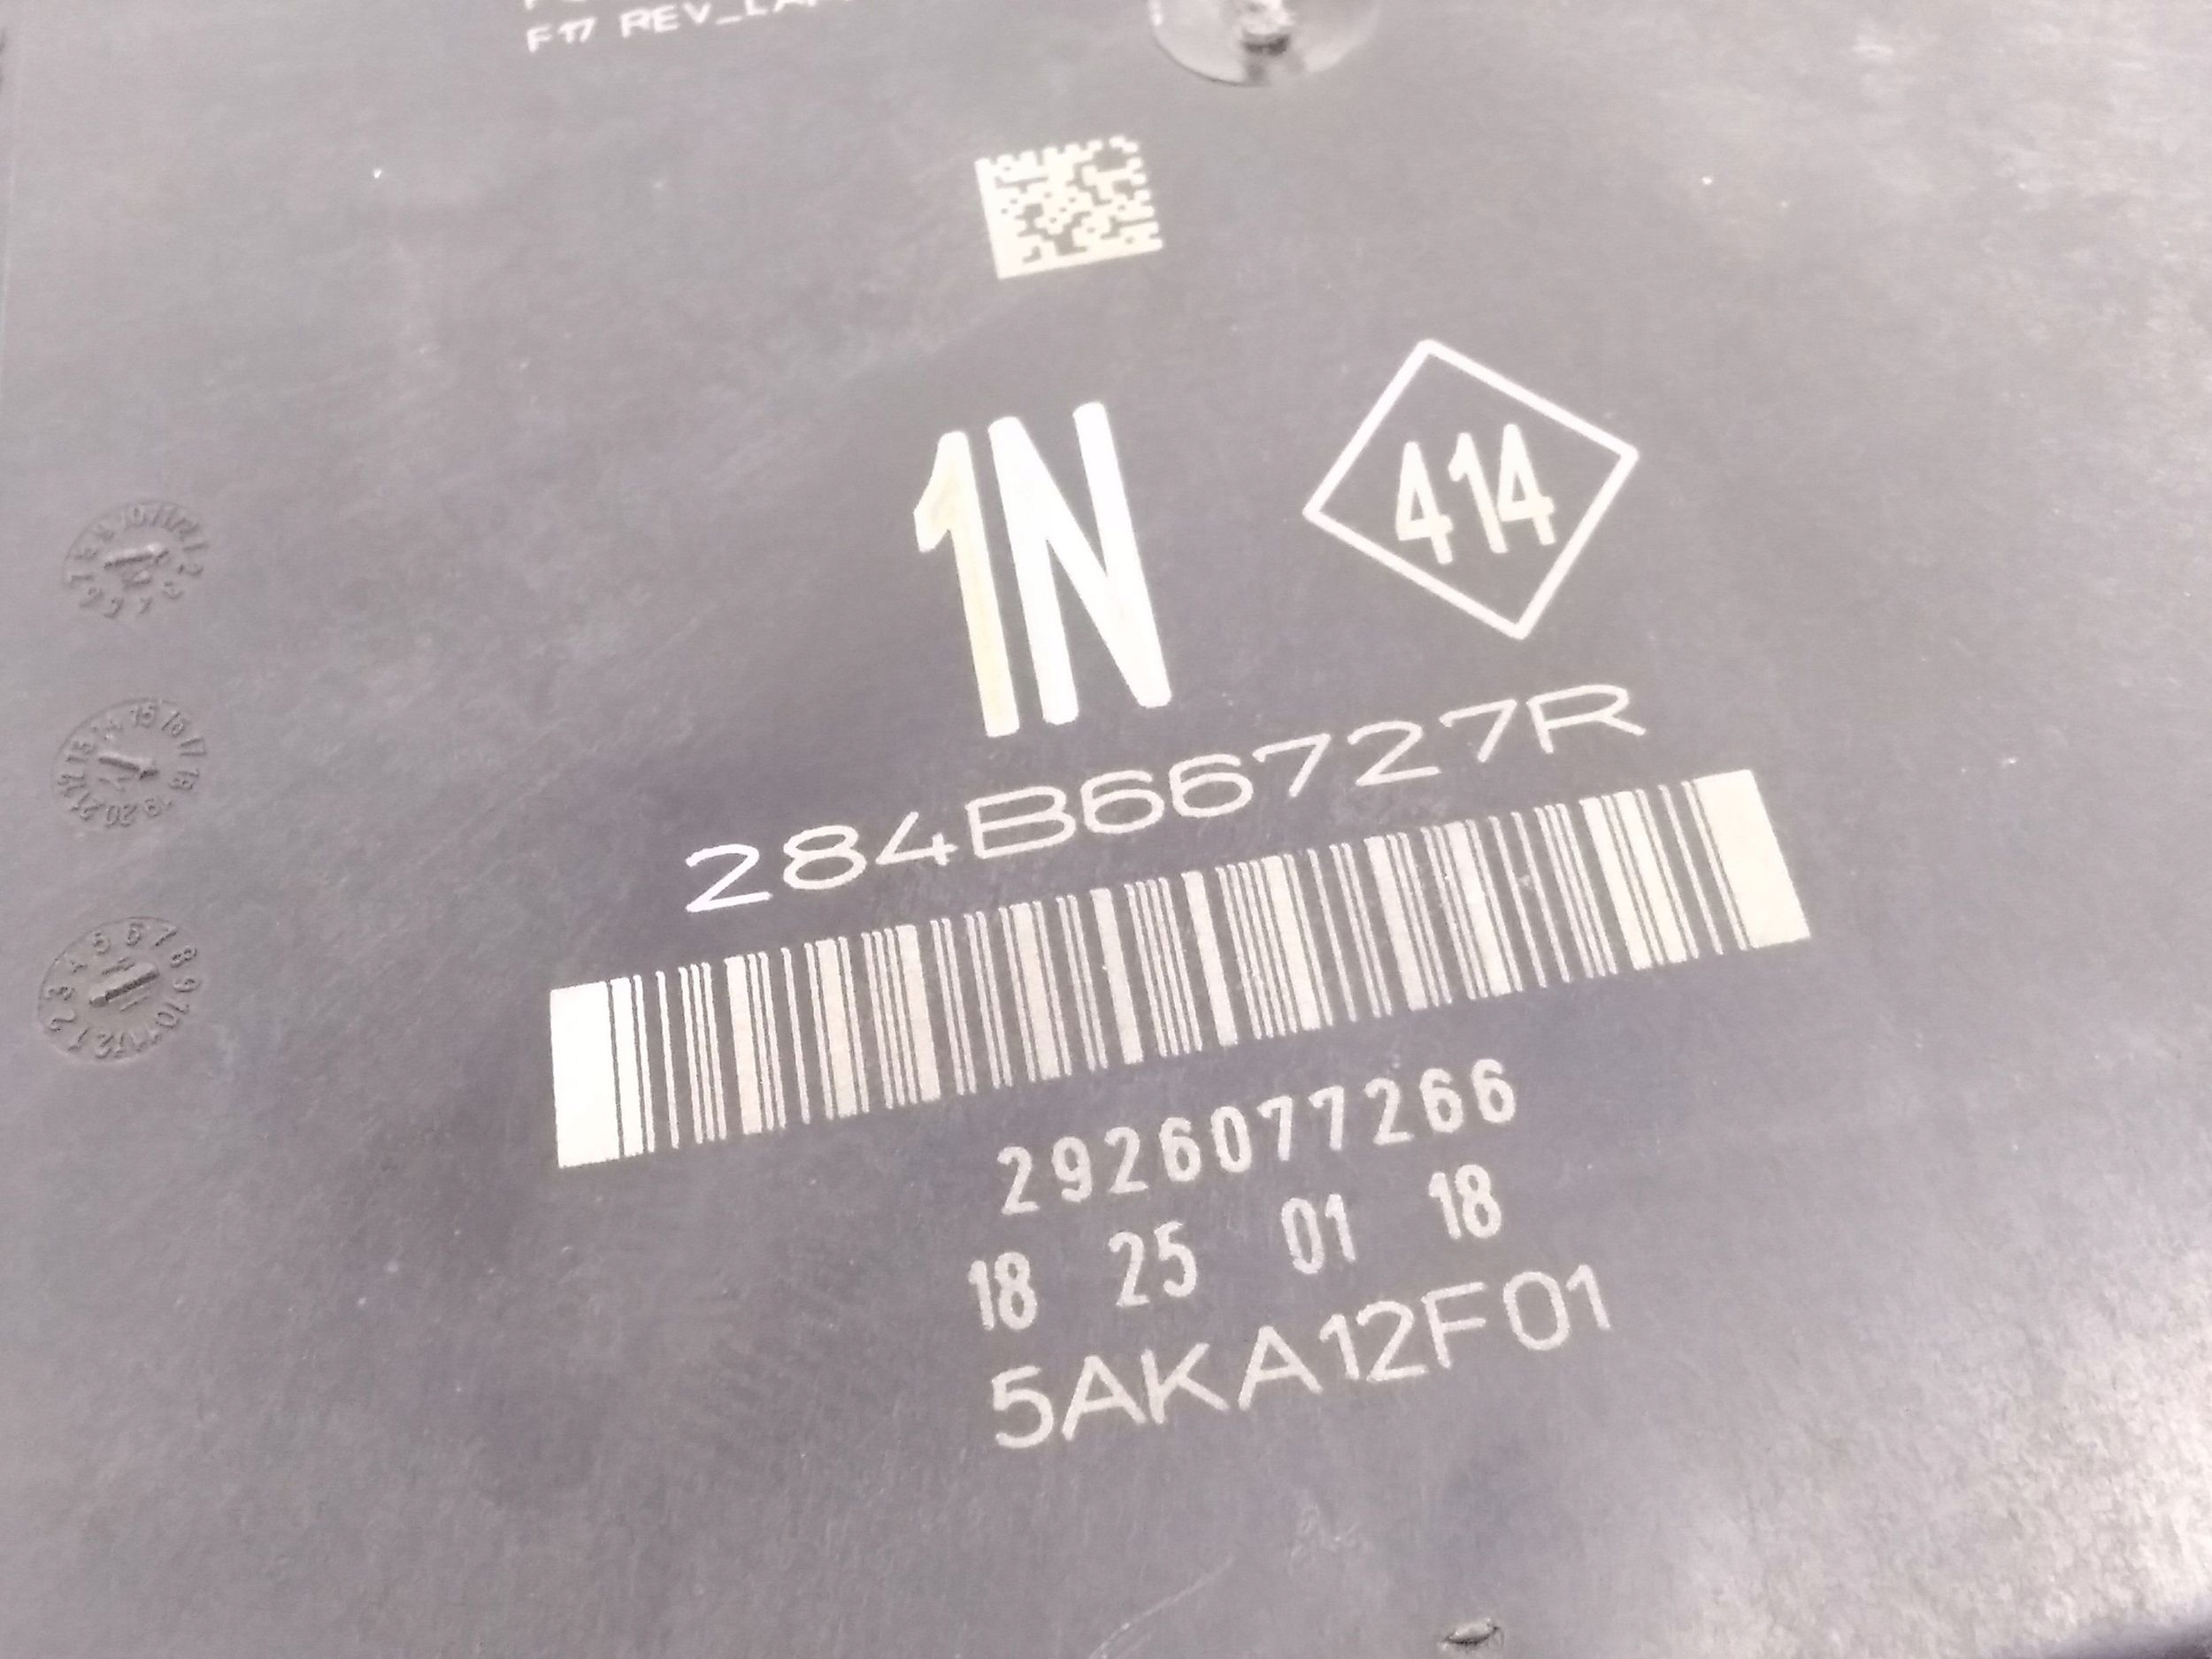 F17 REV_
1N
414
284B66727R
2926077266
18 25 01 18
5AKA12F01